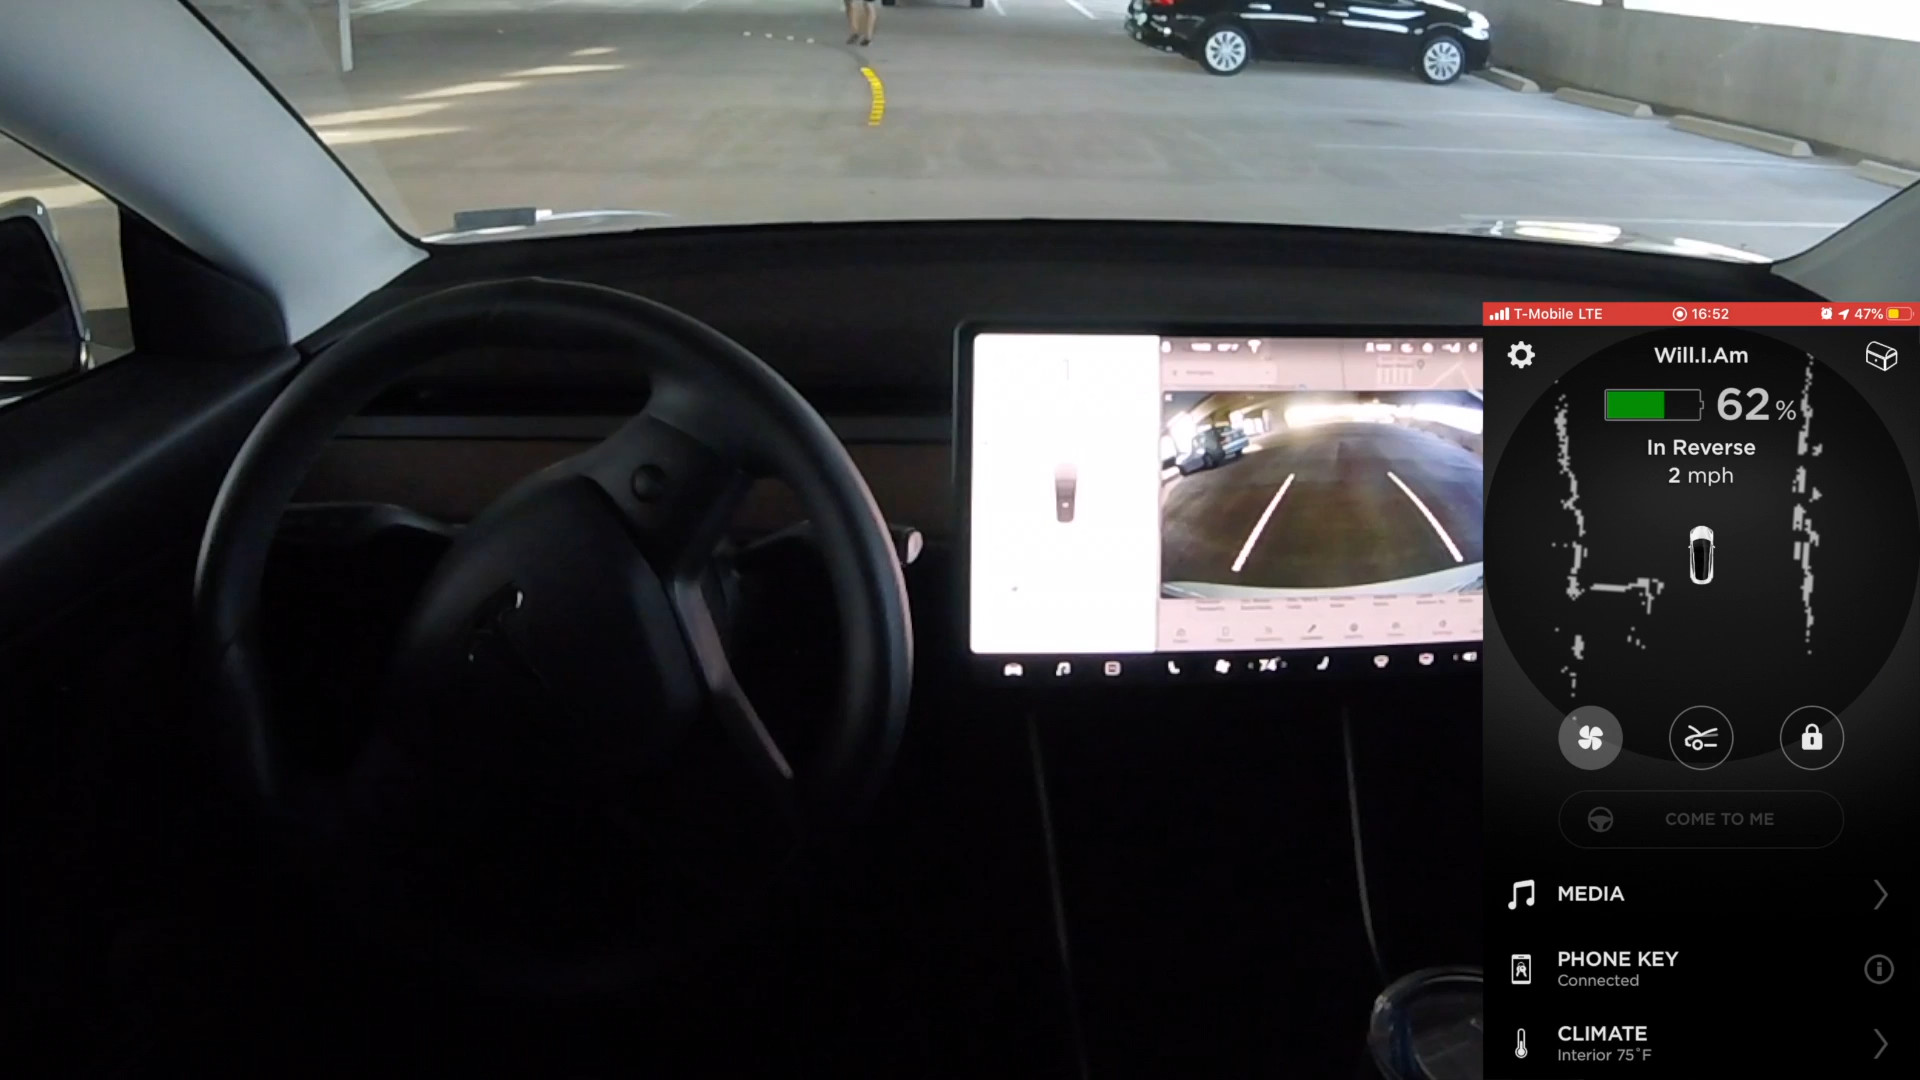 T-Mobile LTE
16:52
47%
Will.I.Am
62 %
In Reverse
2 mph
74
COME TO ME
MEDIA
PHONE KEY
Connected
CLIMATE
Interior 75°F